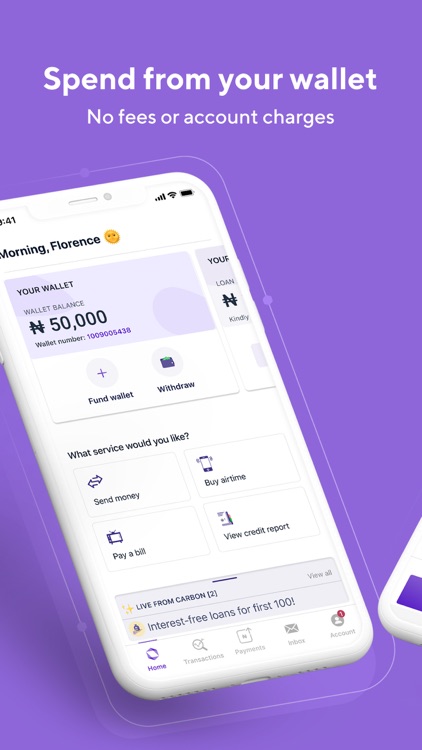 Spend from your wallet
No fees or account charges
9:41
Morning, Florence 🤫
YOUR WALLET
WALLET BALANCE
₦ 50,000
Wallet number: 1009005438
Fund wallet
Withdraw
YOUR
LOAN
₦
Kindly
What service would you like?
Send money
Buy airtime
Pay a bill
View credit report
LIVE FROM CARBON [2]
View all
Interest-free loans for first 100!
Home
Transactions
Payments
Inbox
1
Account